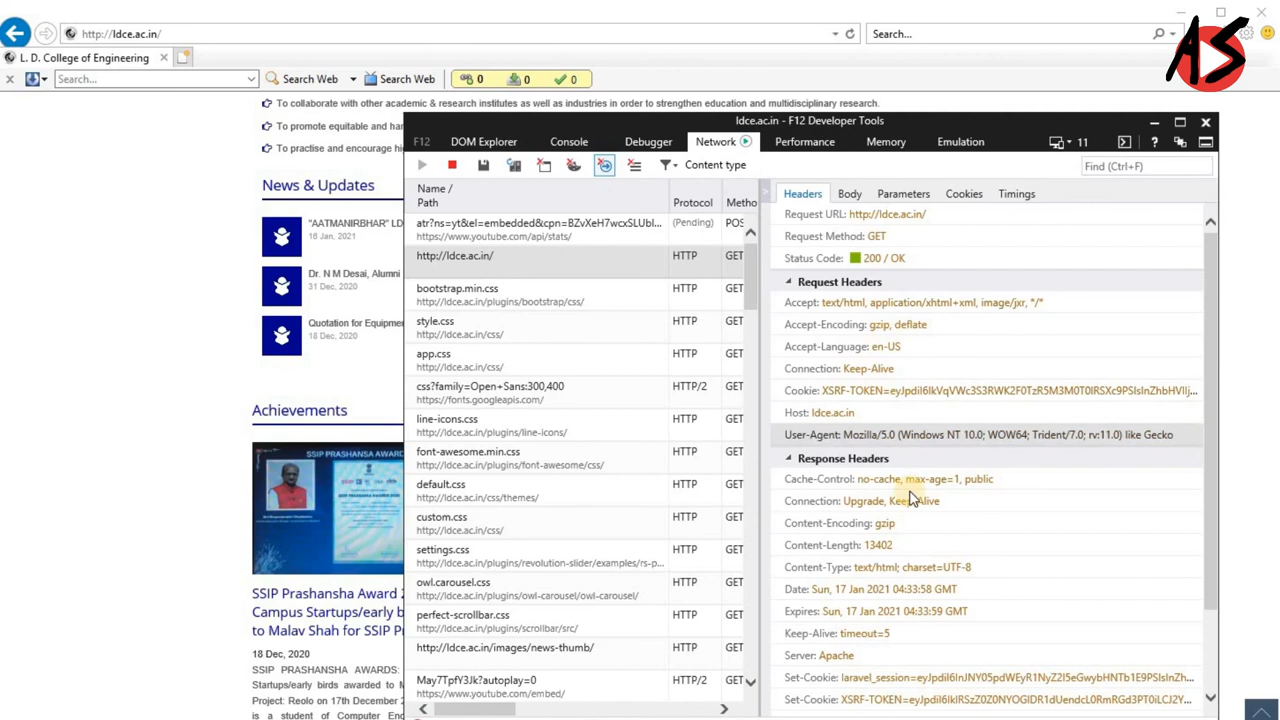 http://ldce.ac.in/
Search...
AS
L. D. College of Engineering
Search...
Search Web
Search Web
0
0
0
To collaborate with other academic & research institutes as well as industries in order to strengthen education and multidisciplinary research.
To promote equitable and har
To practise and encourage hig
News & Updates
"AATMANIRBHAR" LD
16 Jan, 2021
Dr. N M Desai, Alumni
31 Dec, 2020
Quotation for Equipme
18 Dec, 2020
Achievements
SSIP PRASHANSA AWARDS
SSIP Prashansa Award 2
Campus Startups/early b
to Malav Shah for SSIP P
18 Dec, 2020
SSIP PRASHANSHA AWARDS:
Startups/early birds awarded to M
Project: Reolo on 17th December 2
is a student of Computer Eng
ldce.ac.in - F12 Developer Tools
F12
DOM Explorer
Console
Debugger
Network
Performance
Memory
Emulation
11
?
Content type
Find (Ctrl+F)
Name /
Path
Protocol
Metho
atr?ns=yt&el=embedded&cpn=BZvXeH7wcxSLUbI...
https://www.youtube.com/api/stats/
(Pending)
POS
http://ldce.ac.in/
HTTP
GET
bootstrap.min.css
http://ldce.ac.in/plugins/bootstrap/css/
HTTP
GET
style.css
http://ldce.ac.in/css/
HTTP
GET
app.css
http://ldce.ac.in/css/
HTTP
GET
css?family=Open+Sans:300,400
https://fonts.googleapis.com/
HTTP/2
GET
line-icons.css
http://ldce.ac.in/plugins/line-icons/
HTTP
GET
font-awesome.min.css
http://ldce.ac.in/plugins/font-awesome/css/
HTTP
GET
default.css
http://ldce.ac.in/css/themes/
HTTP
GET
custom.css
http://ldce.ac.in/css/
HTTP
GET
settings.css
http://ldce.ac.in/plugins/revolution-slider/examples/rs-p...
HTTP
GET
owl.carousel.css
http://ldce.ac.in/plugins/owl-carousel/owl-carousel/
HTTP
GET
perfect-scrollbar.css
http://ldce.ac.in/plugins/scrollbar/src/
HTTP
GET
http://ldce.ac.in/images/news-thumb/
HTTP
GET
May7TpfY3Jk?autoplay=0
https://www.youtube.com/embed/
HTTP/2
GET
Headers
Body
Parameters
Cookies
Timings
Request URL: http://ldce.ac.in/
Request Method: GET
Status Code: 200 / OK
Request Headers
Accept: text/html, application/xhtml+xml, image/jxr, */*
Accept-Encoding: gzip, deflate
Accept-Language: en-US
Connection: Keep-Alive
Host: ldce.ac.in
User-Agent: Mozilla/5.0 (Windows NT 10.0; WOW64; Trident/7.0; rv:11.0) like Gecko
Response Headers
Cache-Control: no-cache, max-age=1, public
Connection: Upgrade, Keep-Alive
Content-Encoding: gzip
Content-Length: 13402
Content-Type: text/html; charset=UTF-8
Date: Sun, 17 Jan 2021 04:33:58 GMT
Expires: Sun, 17 Jan 2021 04:33:59 GMT
Keep-Alive: timeout=5
Server: Apache